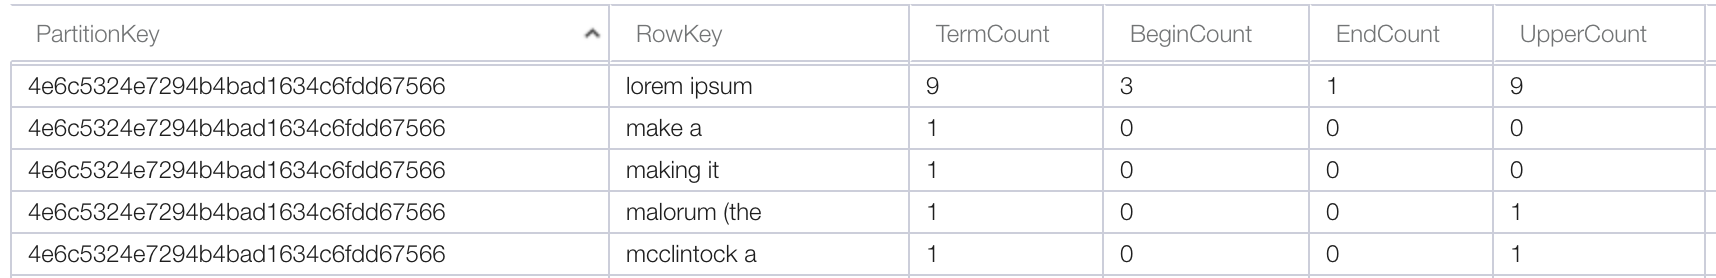 PartitionKey RowKey TermCount BeginCount EndCount UpperCount
4e6c5324e7294b4bad1634c6fdd67566 lorem ipsum 9 3 1 9
4e6c5324e7294b4bad1634c6fdd67566 make a 1 0 0 0
4e6c5324e7294b4bad1634c6fdd67566 making it 1 0 0 0
4e6c5324e7294b4bad1634c6fdd67566 malorum (the 1 0 0 1
4e6c5324e7294b4bad1634c6fdd67566 mcclintock a 1 0 0 1